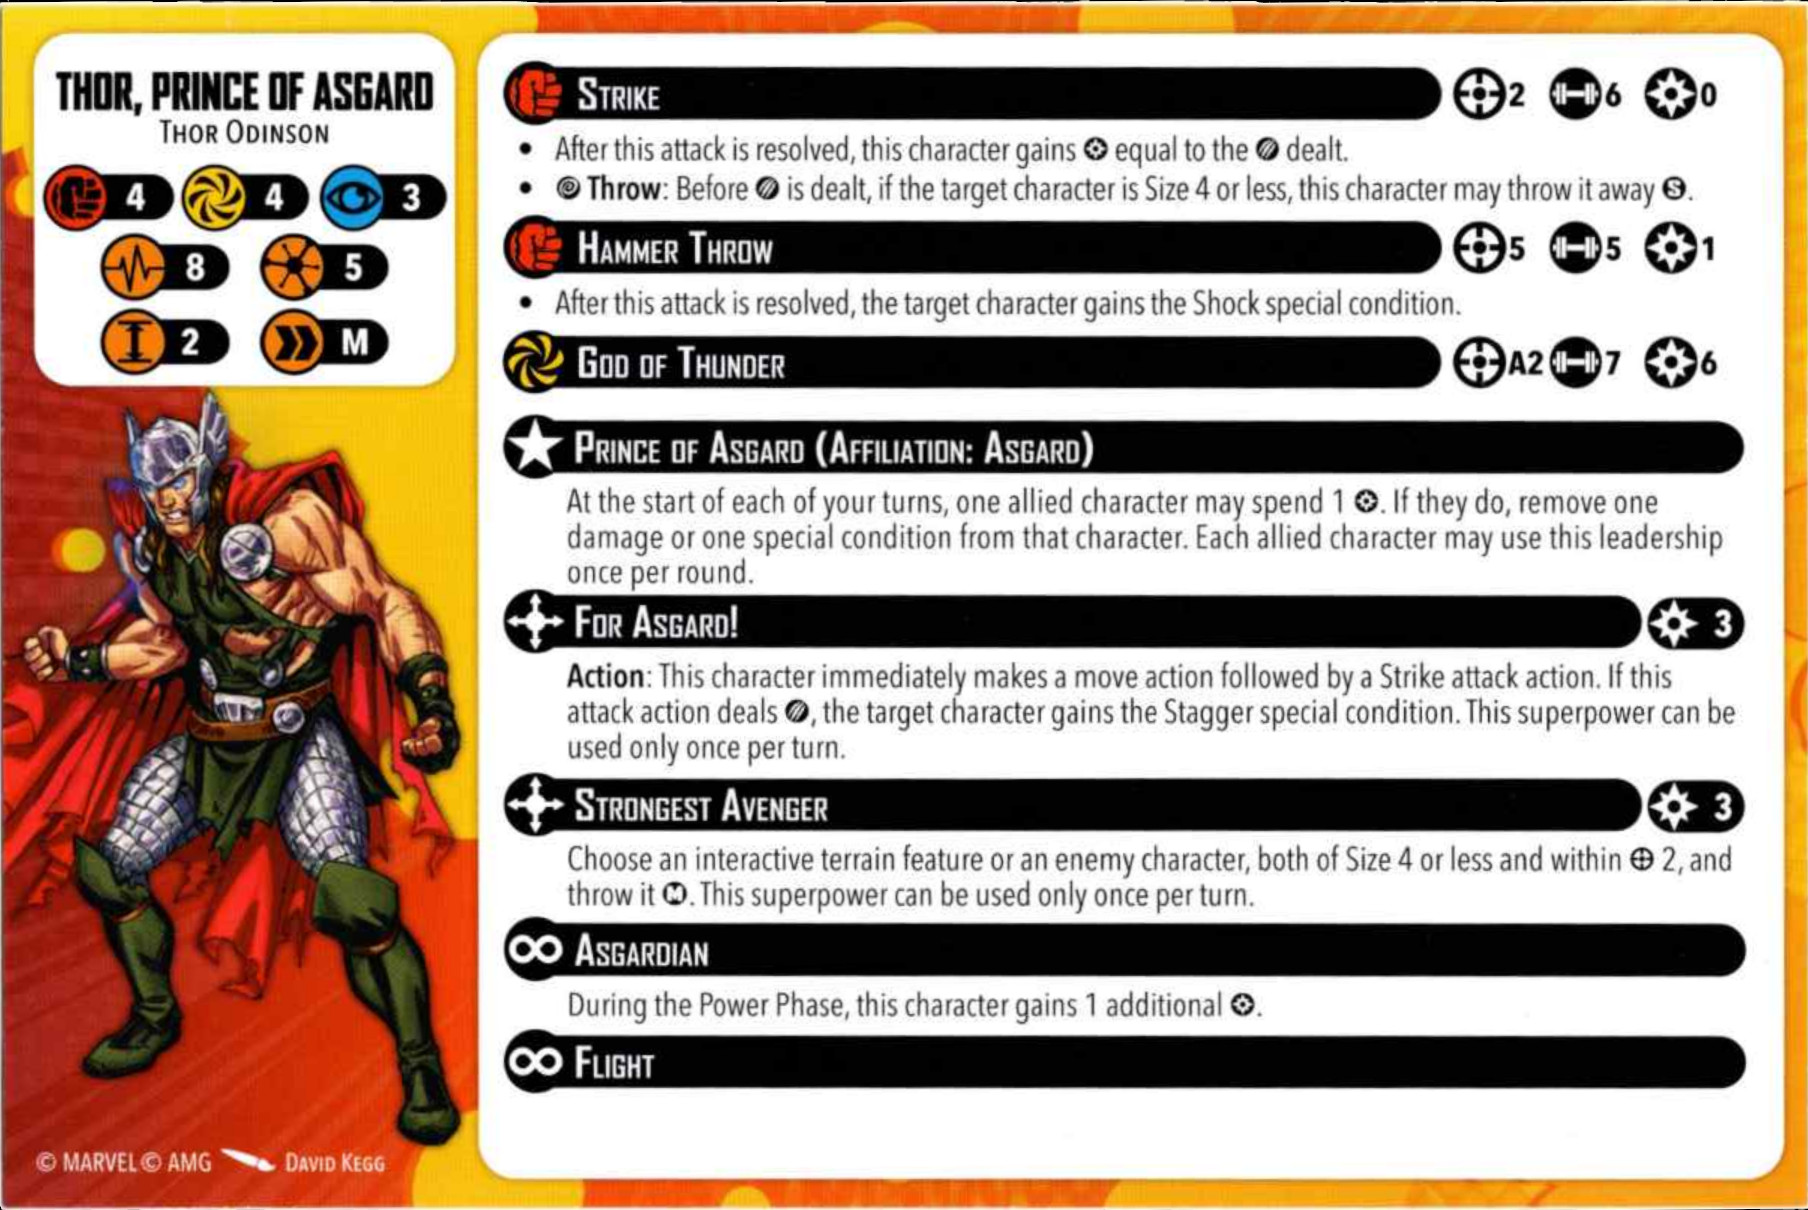 THOR, PRINCE OF ASGARD
THOR ODINSON
4 4 3
8 5
2 M
© MARVEL © AMG DAVID KEGG
STRIKE 2 6 0
• After this attack is resolved, this character gains equal to the dealt.
• Throw: Before is dealt, if the target character is Size 4 or less, this character may throw it away S.
HAMMER THROW 5 5 1
• After this attack is resolved, the target character gains the Shock special condition.
GOD OF THUNDER A2 7 6
PRINCE OF ASGARD (AFFILIATION: ASGARD)
At the start of each of your turns, one allied character may spend 1 . If they do, remove one
damage or one special condition from that character. Each allied character may use this leadership
once per round.
FOR ASGARD! 3
Action: This character immediately makes a move action followed by a Strike attack action. If this
attack action deals , the target character gains the Stagger special condition. This superpower can be
used only once per turn.
STRONGEST AVENGER 3
Choose an interactive terrain feature or an enemy character, both of Size 4 or less and within 2, and
throw it M. This superpower can be used only once per turn.
ASGARDIAN
During the Power Phase, this character gains 1 additional .
FLIGHT